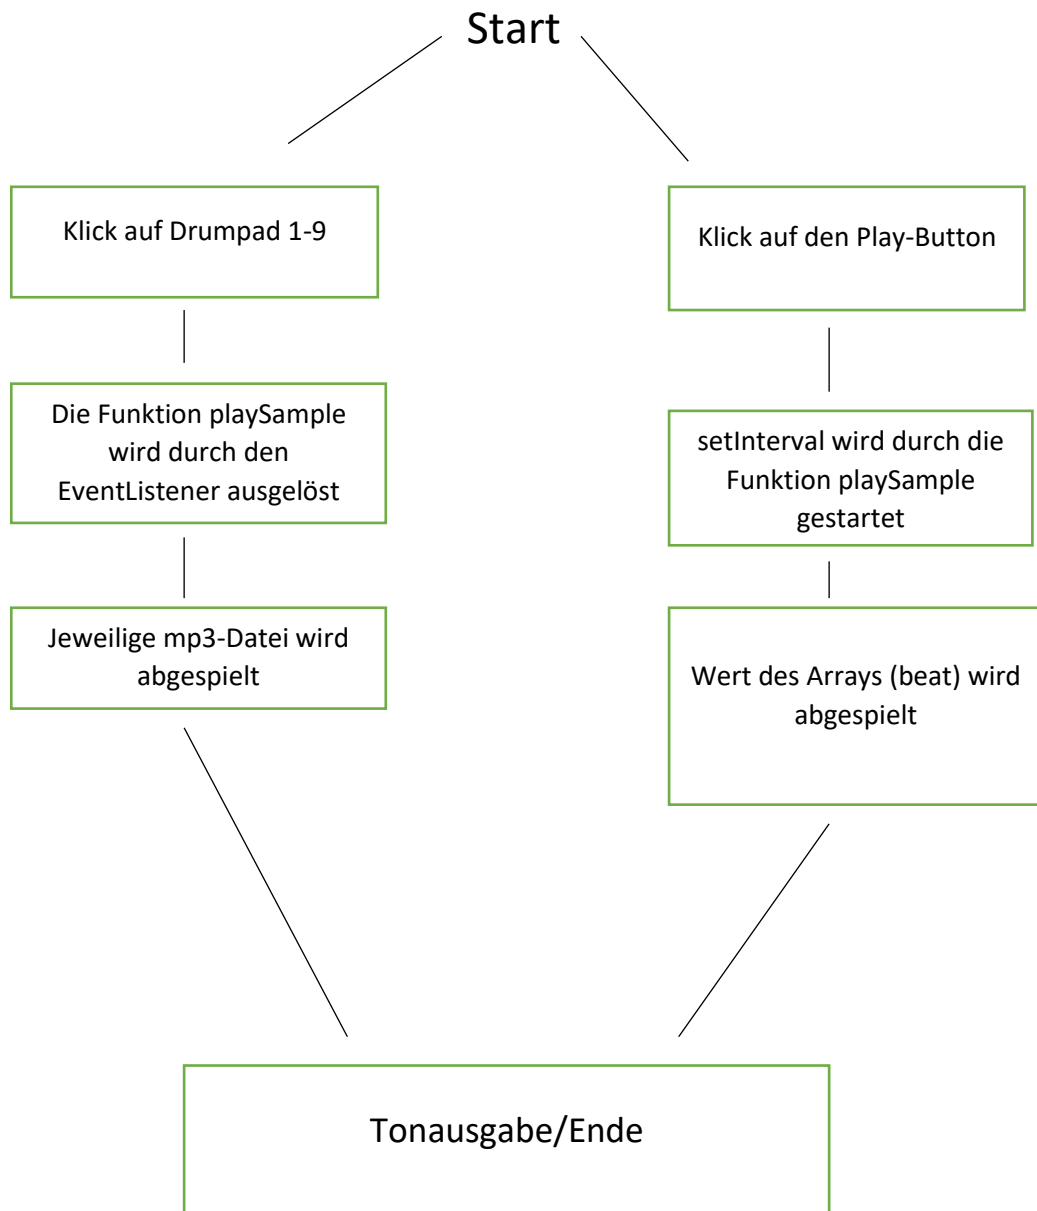 Start
Klick auf Drumpad 1-9
Die Funktion playSample
wird durch den
EventListener ausgelöst
Jeweilige mp3-Datei wird
abgespielt
Klick auf den Play-Button
setInterval wird durch die
Funktion playSample
gestartet
Wert des Arrays (beat) wird
abgespielt
Tonausgabe/Ende